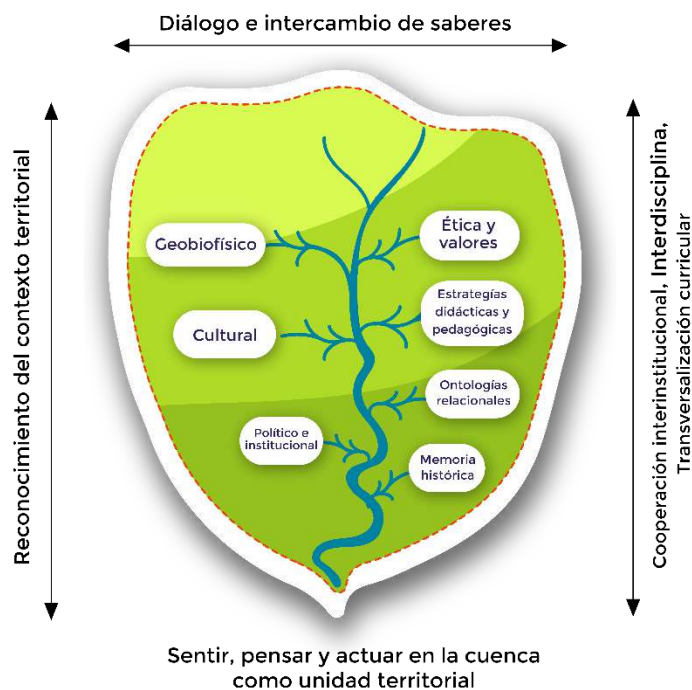 Diálogo e intercambio de saberes
Reconocimiento del contexto territorial
Geobiofísico
Cultural
Político e
institucional
Ética y
valores
Estrategías
didácticas y
pedagógicas
Ontologías
relacionales
Memoria
histórica
Cooperación interinstitucional, Interdisciplina,
Transversalización curricular
Sentir, pensar y actuar en la cuenca
como unidad territorial